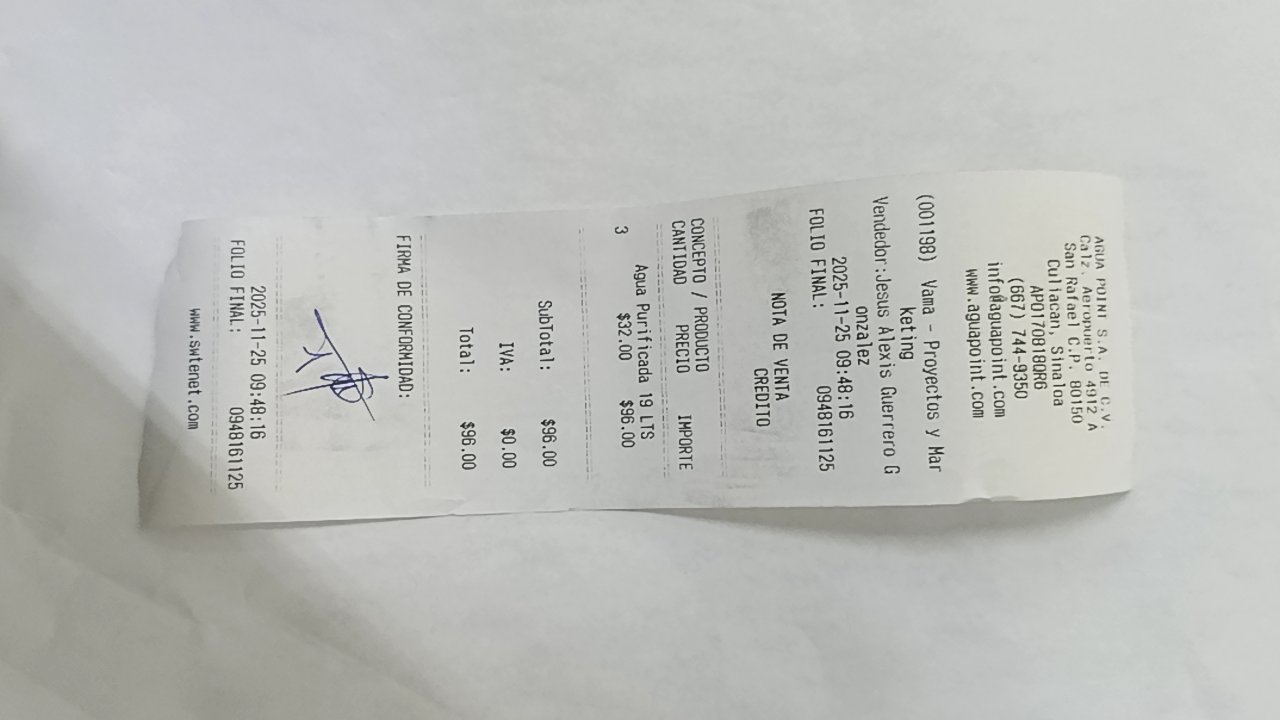 AGUA POINT S.A. DE C.V.
Calz. Aeropuerto 4912 A
San Rafael C.P. 80150
Culiacan, Sinaloa
APO170818QR6
(667) 744-9350
info@aguapoint.com
www.aguapoint.com
(001198) Vama - Proyectos y Mar
keting
Vendedor:Jesus Alexis Guerrero G
onzalez
2025-11-25 09:48:16
FOLIO FINAL: 0948161125
NOTA DE VENTA
CREDITO
CONCEPTO / PRODUCTO
CANTIDAD PRECIO IMPORTE
Agua Purificada 19 LTS
3 $32.00 $96.00
SubTotal: $96.00
IVA: $0.00
Total: $96.00
FIRMA DE CONFORMIDAD:
2025-11-25 09:48:16
FOLIO FINAL: 0948161125
www.swtenet.com